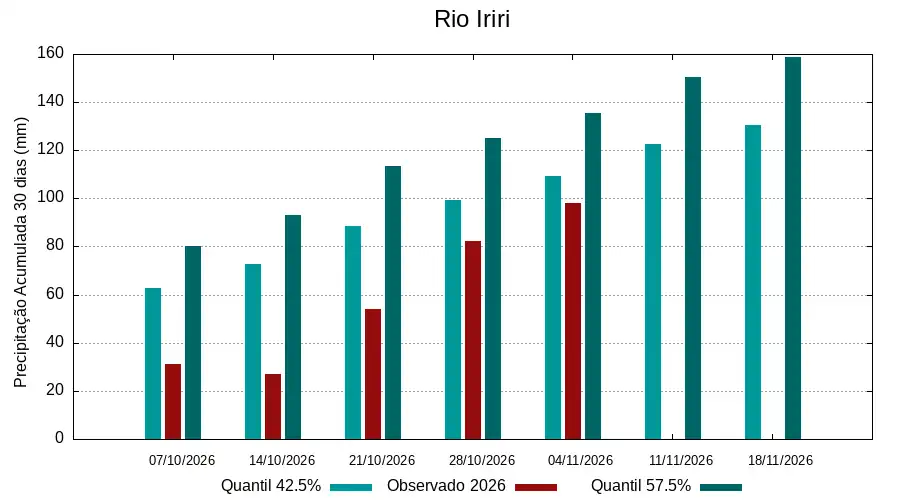 Rio Iriri
Precipitação Acumulada 30 dias (mm)
160
140
120
100
80
60
40
20
0
07/10/2026 14/10/2026 21/10/2026 28/10/2026 04/11/2026 11/11/2026 18/11/2026
Quantil 42.5% Observado 2026 Quantil 57.5%